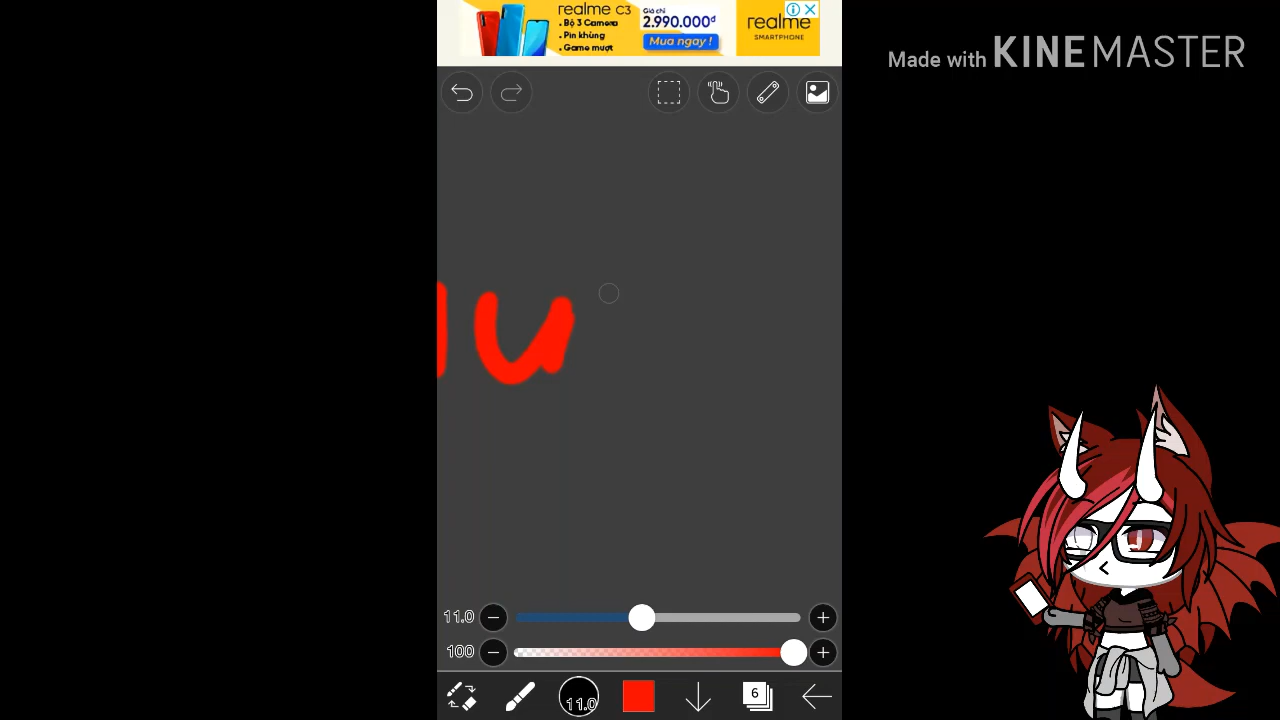 realme C3
• Bộ 3 Camera
• Pin khủng
• Game mượt
Giá chỉ
2.990.000đ
Mua ngay !
realme
SMARTPHONE
Made with KINEMASTER
u
11.0
100
11.0
6